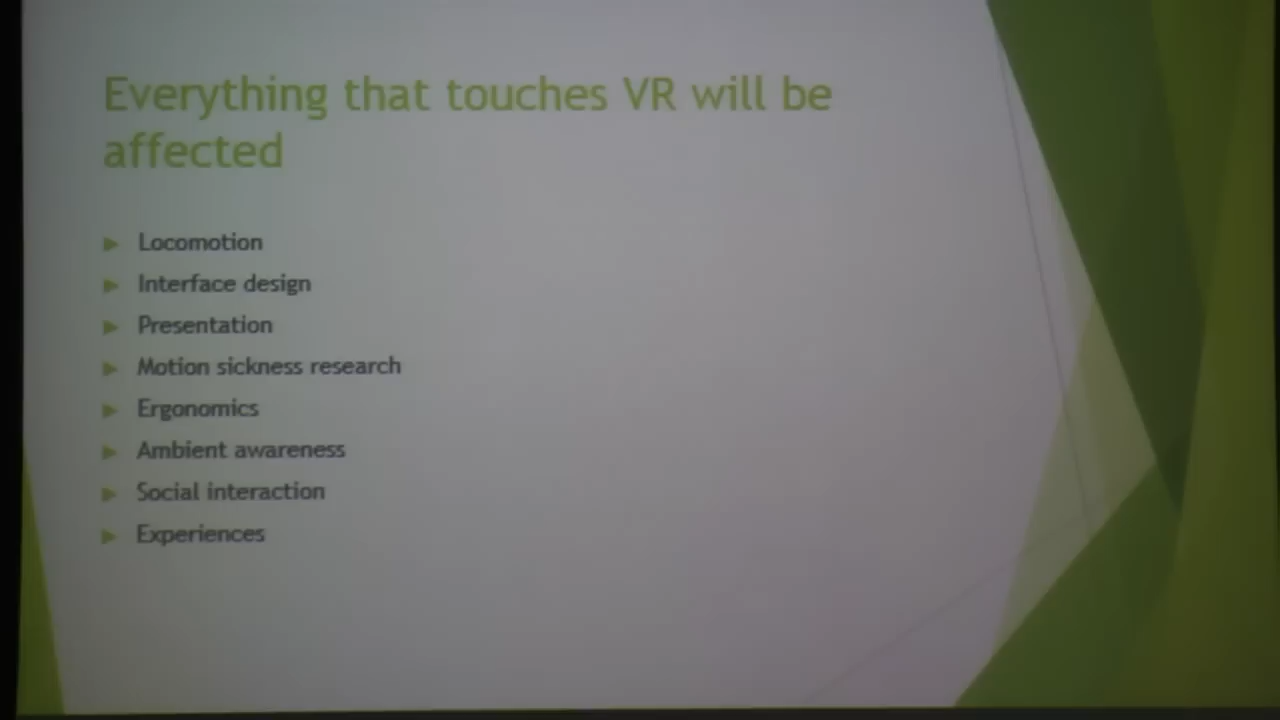 Everything that touches VR will be
affected
Locomotion
Interface design
Presentation
Motion sickness research
Ergonomics
Ambient awareness
Social interaction
Experiences